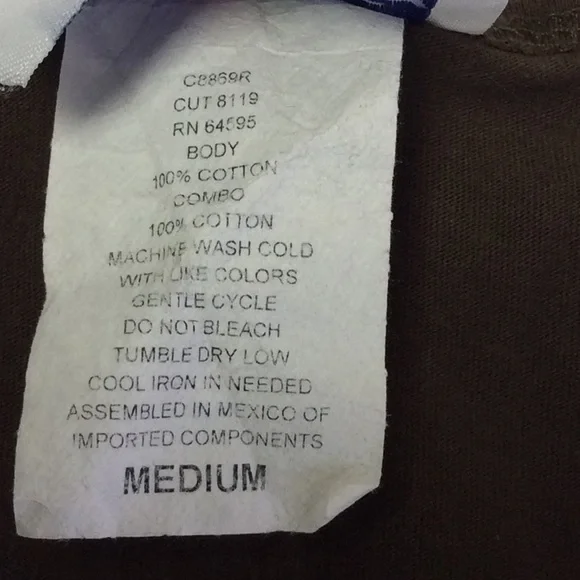 C8869R
CUT 8119
RN 64595
BODY
100% COTTON
COMBO
100% COTTON
MACHINE WASH COLD
WITH LIKE COLORS
GENTLE CYCLE
DO NOT BLEACH
TUMBLE DRY LOW
COOL IRON IN NEEDED
ASSEMBLED IN MEXICO OF
IMPORTED COMPONENTS
MEDIUM